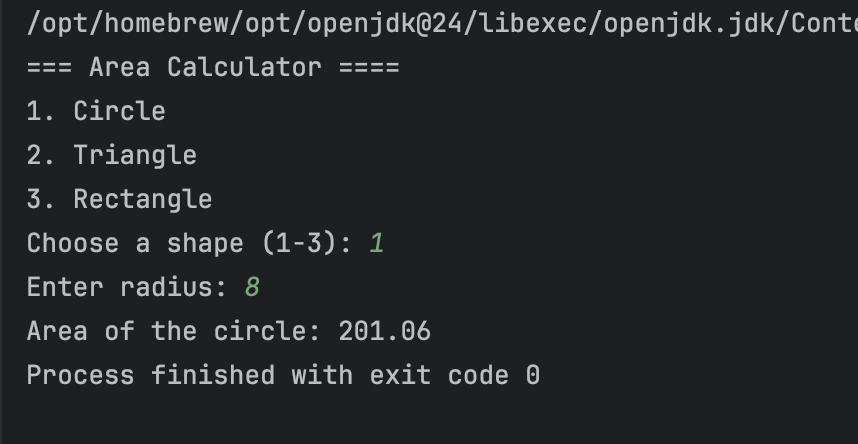 /opt/homebrew/opt/openjdk@24/libexec/openjdk.jdk/Conte
=== Area Calculator ====
1. Circle
2. Triangle
3. Rectangle
Choose a shape (1-3): 1
Enter radius: 8
Area of the circle: 201.06
Process finished with exit code 0